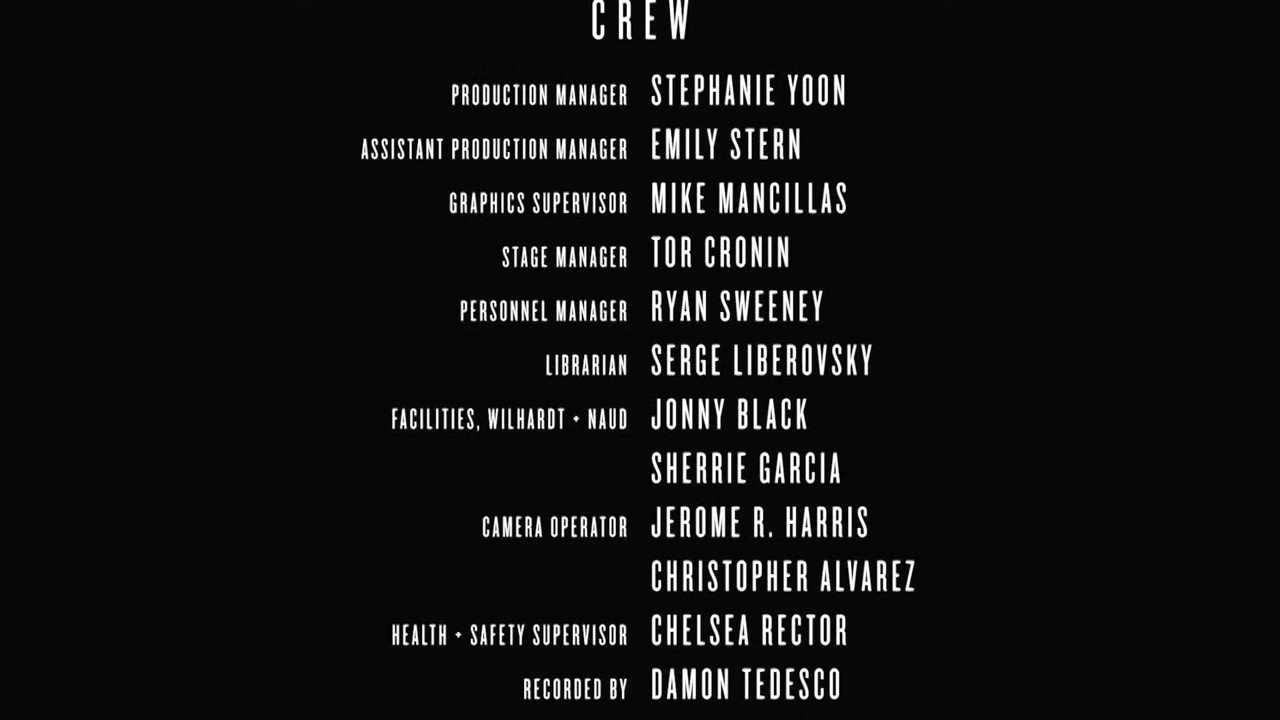 CREW
PRODUCTION MANAGER STEPHANIE YOON
ASSISTANT PRODUCTION MANAGER EMILY STERN
GRAPHICS SUPERVISOR MIKE MANCILLAS
STAGE MANAGER TOR CRONIN
PERSONNEL MANAGER RYAN SWEENEY
LIBRARIAN SERGE LIBEROVSKY
FACILITIES, WILHARDT + NAUD JONNY BLACK
SHERRIE GARCIA
CAMERA OPERATOR JEROME R. HARRIS
CHRISTOPHER ALVAREZ
HEALTH + SAFETY SUPERVISOR CHELSEA RECTOR
RECORDED BY DAMON TEDESCO